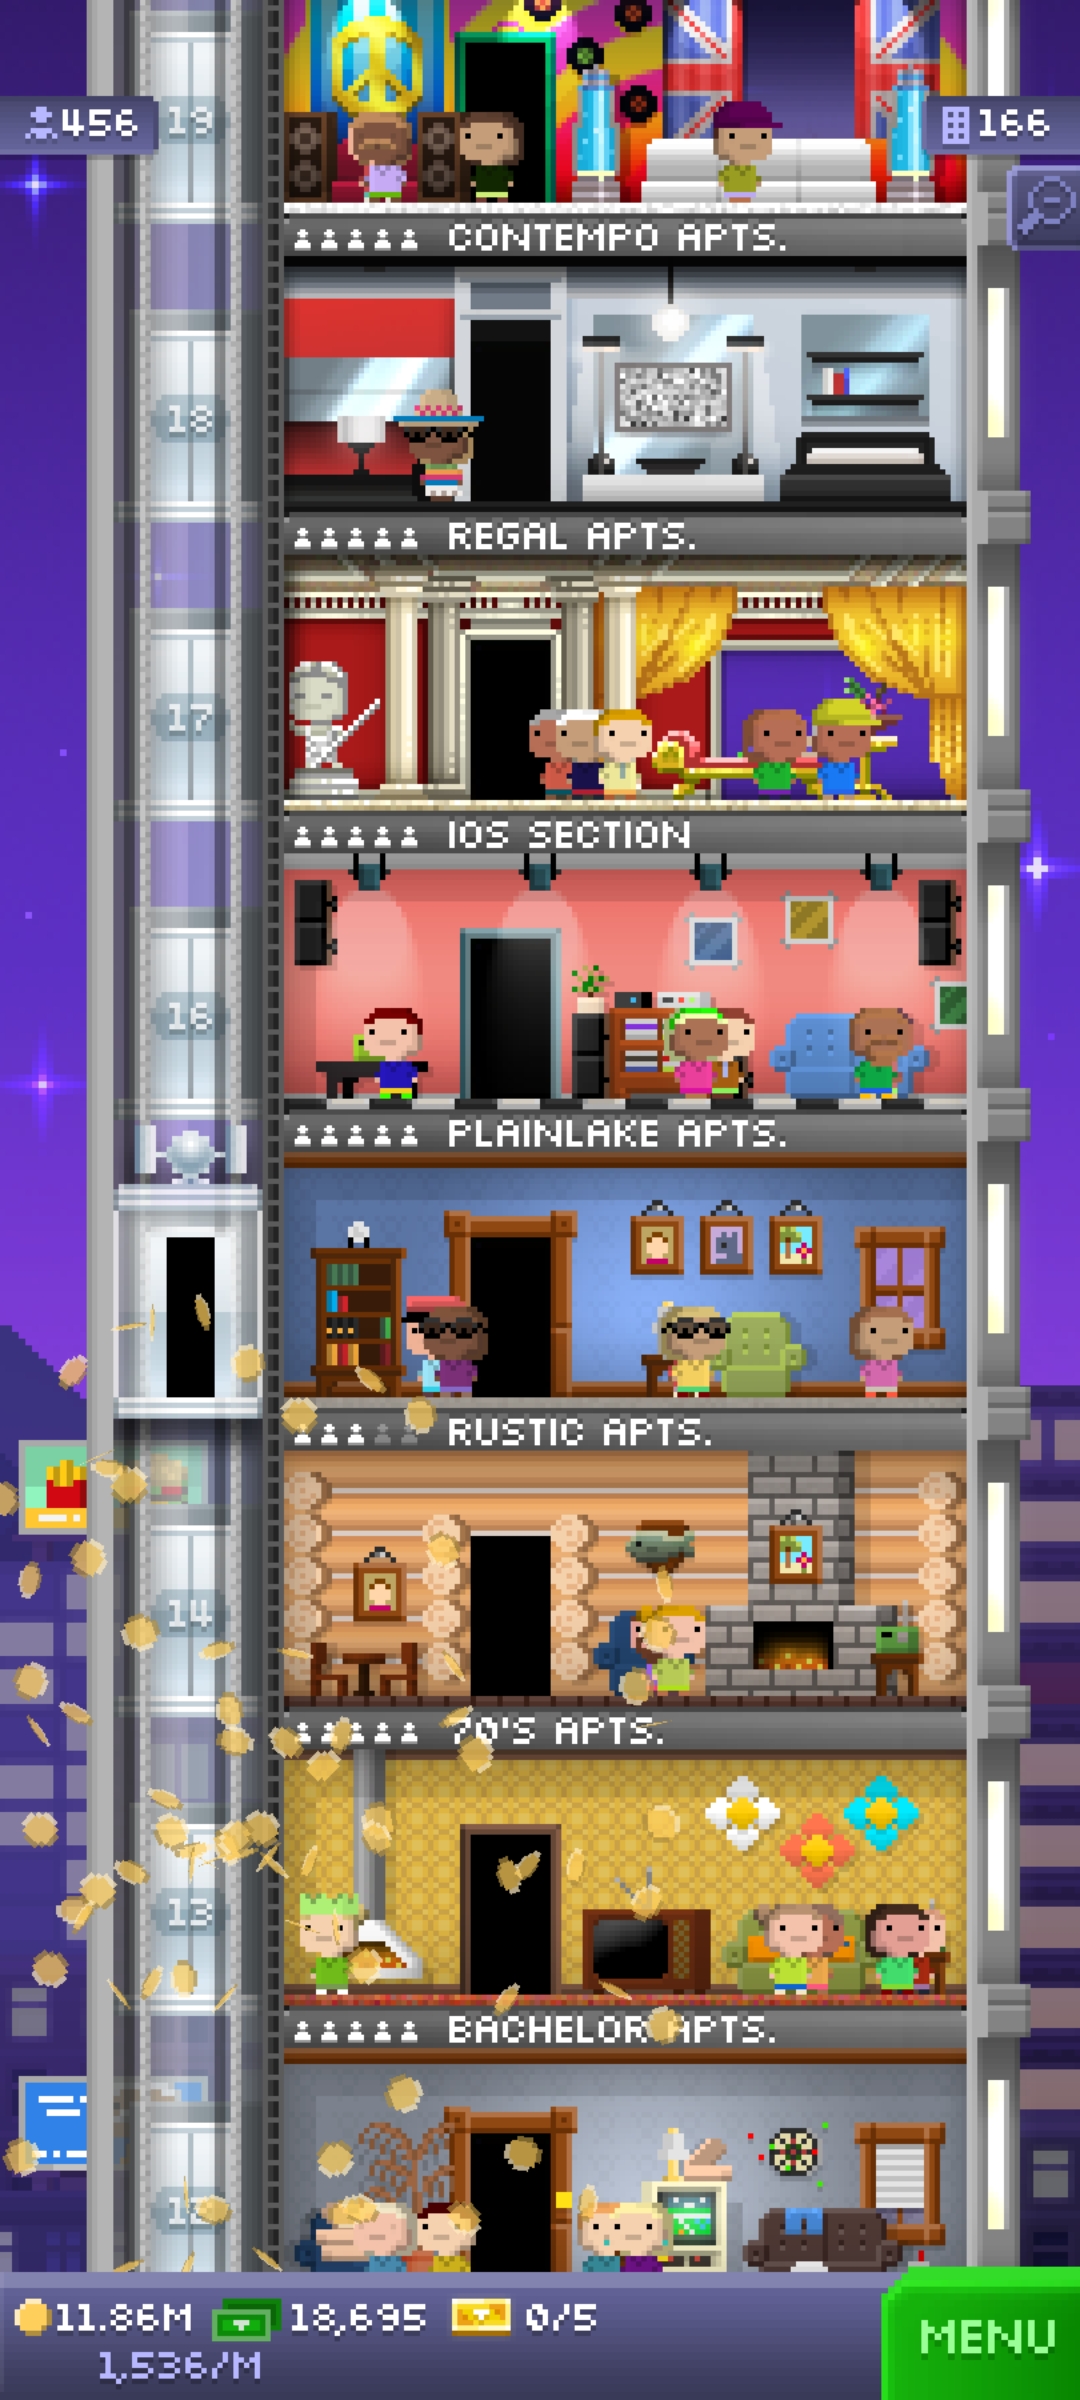 456
19
166
CONTEMPO APTS.
18
REGAL APTS.
17
IOS SECTION
16
PLAINLAKE APTS.
RUSTIC APTS.
14
70'S APTS.
13
BACHELOR APTS.
11.86M
18,695
0/5
MENU
1,536/M